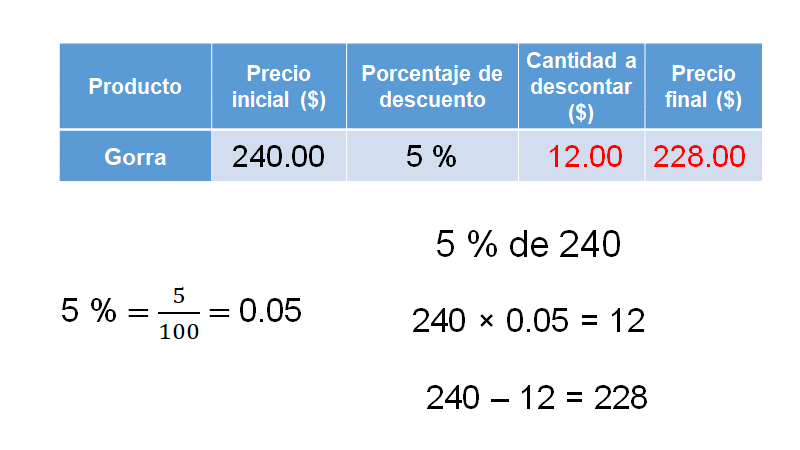 Producto
Precio inicial ($)
Porcentaje de descuento
Cantidad a descontar ($)
Precio final ($)
Gorra
240.00
5 %
12.00
228.00
5 % de 240
5 % = 5/100 = 0.05
240 × 0.05 = 12
240 – 12 = 228